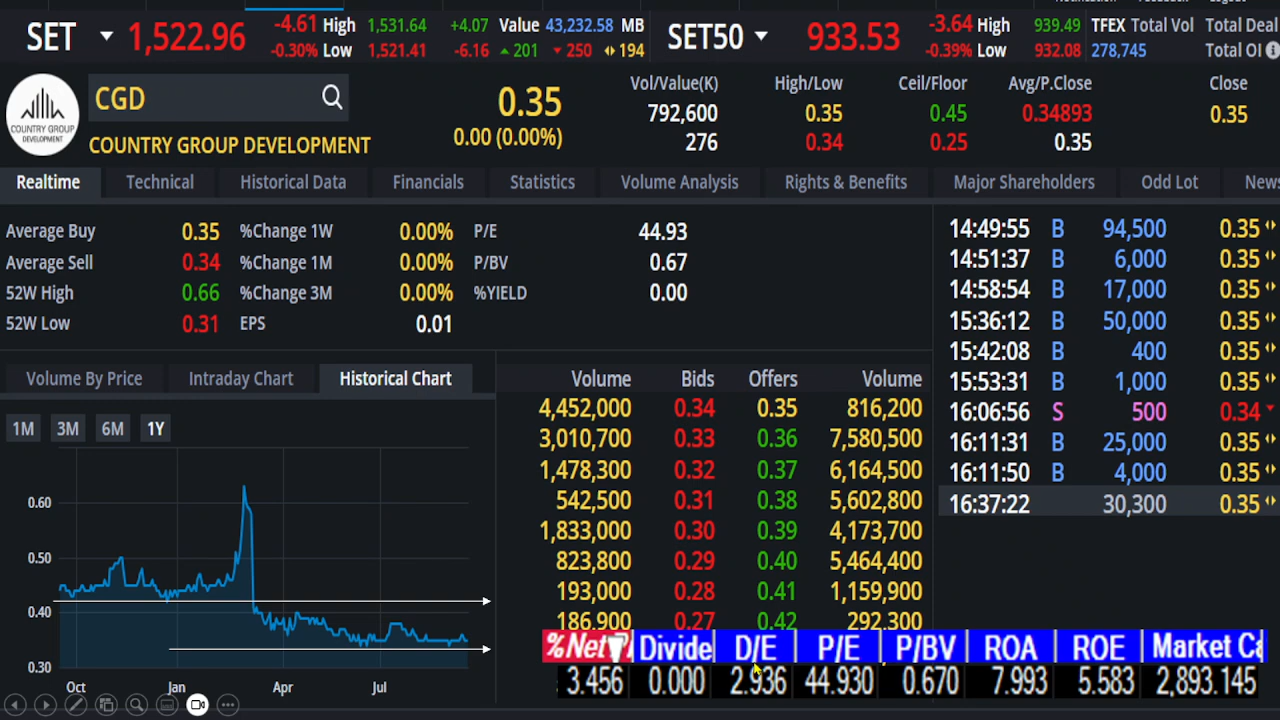 SET 1,522.96 -4.61 High 1,531.64 +4.07 Value 43,232.58 MB SET50 933.53 -3.64 High 939.49 TFEX Total Vol Total Deal
-0.30% Low 1,521.41 -6.16 201 250 194 -0.39% Low 932.08 278,745 Total OI
COUNTRY GROUP
DEVELOPMENT
CGD
COUNTRY GROUP DEVELOPMENT
0.35
0.00 (0.00%)
Vol/Value(K) High/Low Ceil/Floor Avg/P.Close Close
792,600 0.35 0.45 0.34893 0.35
276 0.34 0.25 0.35
Realtime Technical Historical Data Financials Statistics Volume Analysis Rights & Benefits Major Shareholders Odd Lot News
Average Buy 0.35 %Change 1W 0.00% P/E 44.93
Average Sell 0.34 %Change 1M 0.00% P/BV 0.67
52W High 0.66 %Change 3M 0.00% %YIELD 0.00
52W Low 0.31 EPS 0.01
14:49:55 B 94,500 0.35
14:51:37 B 6,000 0.35
14:58:54 B 17,000 0.35
15:36:12 B 50,000 0.35
15:42:08 B 400 0.35
15:53:31 B 1,000 0.35
16:06:56 S 500 0.34
16:11:31 B 25,000 0.35
16:11:50 B 4,000 0.35
16:37:22 30,300 0.35
Volume By Price Intraday Chart Historical Chart
1M 3M 6M 1Y
0.60
0.50
0.40
0.30
Oct Jan Apr Jul
Volume Bids Offers Volume
4,452,000 0.34 0.35 816,200
3,010,700 0.33 0.36 7,580,500
1,478,300 0.32 0.37 6,164,500
542,500 0.31 0.38 5,602,800
1,833,000 0.30 0.39 4,173,700
823,800 0.29 0.40 5,464,400
193,000 0.28 0.41 1,159,900
186,900 0.27 0.42 292,300
%Net Divide D/E P/E P/BV ROA ROE Market Ca
3.456 0.000 2.936 44.930 0.670 7.993 5.583 2,893.145